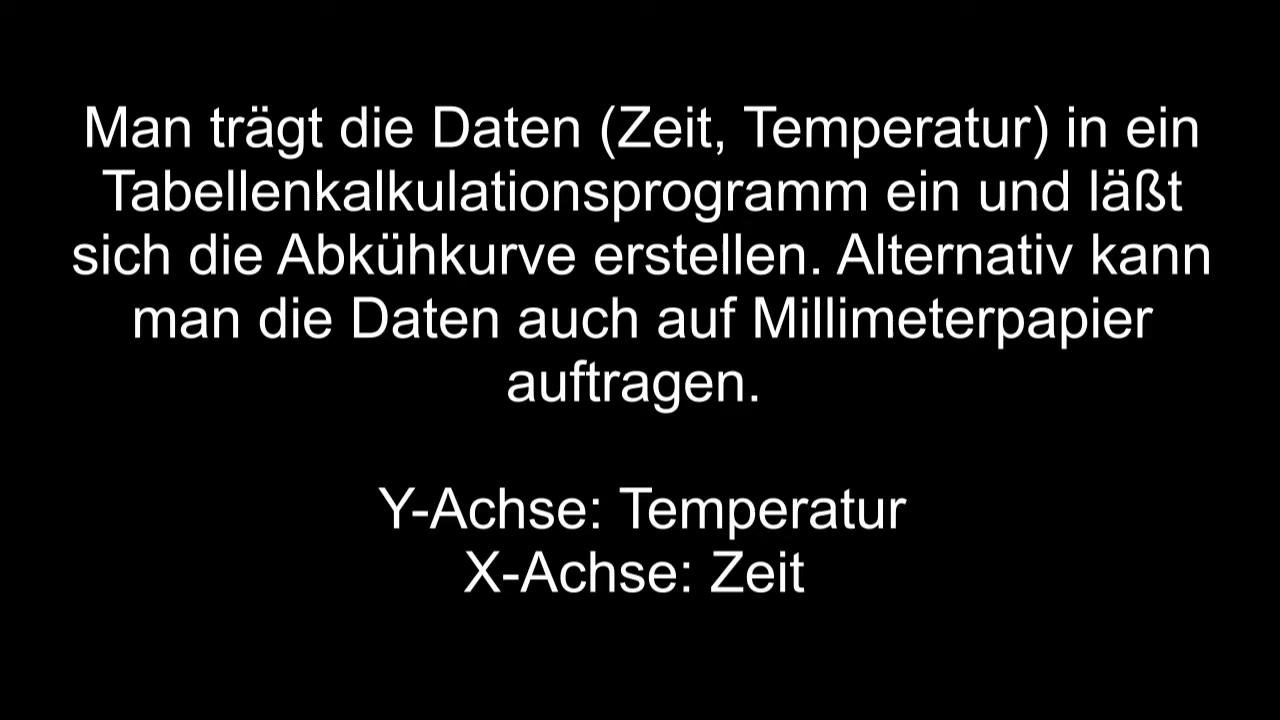 Man trägt die Daten (Zeit, Temperatur) in ein
Tabellenkalkulationsprogramm ein und läßt
sich die Abkühkurve erstellen. Alternativ kann
man die Daten auch auf Millimeterpapier
auftragen.
Y-Achse: Temperatur
X-Achse: Zeit